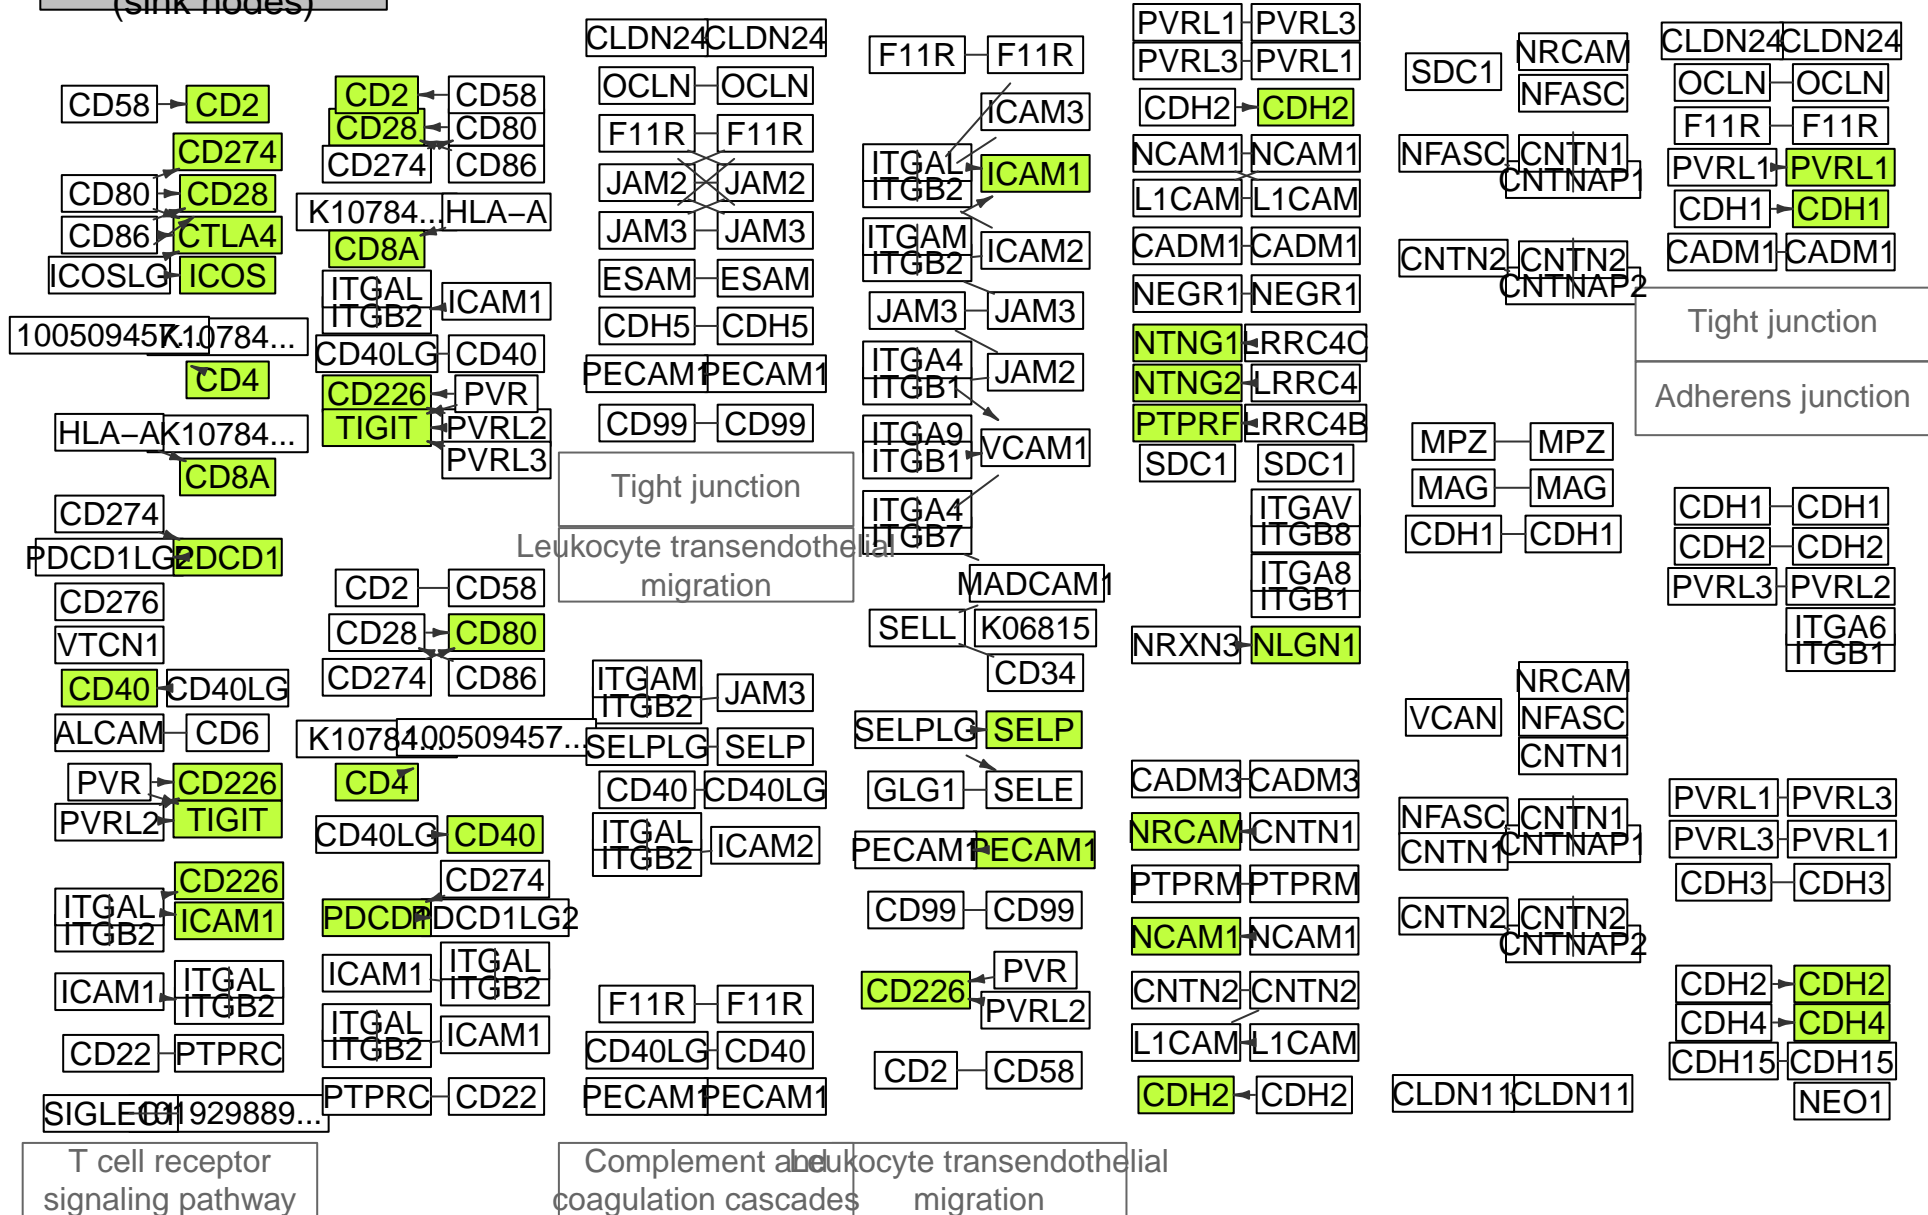 (sink nodes)
CD58 CD2
CD274
CD80 CD28
CD86 CTLA4
ICOSLG ICOS
100509457... K10784...
CD4
HLA−A K10784...
CD8A
CD274
PDCD1LG2 PDCD1
CD276
VTCN1
CD40 CD40LG
ALCAM CD6
PVR CD226
PVRL2 TIGIT
CD226
ITGAL ICAM1
ITGB2
ICAM1 ITGAL
ITGB2
CD22 PTPRC
101929889...
T cell receptor
signaling pathway
CD2 CD58
CD28 CD80
CD274 CD86
K10784... HLA−A
CD8A
ITGAL ICAM1
ITGB2
CD40LG CD40
CD226 PVR
TIGIT PVRL2
PVRL3
CD2 CD58
CD28 CD80
CD274 CD86
K10784... 100509457...
CD4
CD40LG CD40
CD274
PDCD1 PDCD1LG2
ICAM1 ITGAL
ITGB2
ITGAL ICAM1
ITGB2
PTPRC CD22
CLDN24 CLDN24
OCLN OCLN
F11R F11R
JAM2 JAM2
JAM3 JAM3
ESAM ESAM
CDH5 CDH5
PECAM1 PECAM1
CD99 CD99
Tight junction
Leukocyte transendothelial
migration
ITGAM JAM3
ITGB2
SELPLG SELP
CD40 CD40LG
ITGAL ICAM2
ITGB2
F11R F11R
CD40LG CD40
PECAM1 PECAM1
Complement and
coagulation cascades
F11R F11R
ICAM3
ITGAL ICAM1
ITGB2
ITGAM ICAM2
ITGB2
JAM3 JAM3
ITGA4 JAM2
ITGB1
ITGA9 VCAM1
ITGB1
ITGA4
ITGB7
MADCAM1
SELL K06815
CD34
SELPLG SELP
GLG1 SELE
PECAM1 PECAM1
CD99 CD99
CD226 PVR
PVRL2
CD2 CD58
Leukocyte transendothelial
migration
PVRL1 PVRL3
PVRL3 PVRL1
CDH2 CDH2
NCAM1 NCAM1
L1CAM L1CAM
CADM1 CADM1
NEGR1 NEGR1
NTNG1 LRRC4C
NTNG2 LRRC4
PTPRF LRRC4B
SDC1 SDC1
ITGAV
ITGB8
ITGA8
ITGB1
NRXN3 NLGN1
CADM3 CADM3
NRCAM CNTN1
PTPRM PTPRM
NCAM1 NCAM1
CNTN2 CNTN2
L1CAM L1CAM
CDH2 CDH2
SDC1 NRCAM
NFASC
NFASC CNTN1
CNTNAP1
CNTN2 CNTN2
CNTNAP2
MPZ MPZ
MAG MAG
CDH1 CDH1
NRCAM
VCAN NFASC
CNTN1
NFASC CNTN1
CNTN1 CNTNAP1
CNTN2 CNTN2
CNTNAP2
CLDN11 CLDN11
CLDN24 CLDN24
OCLN OCLN
F11R F11R
PVRL1 PVRL1
CDH1 CDH1
CADM1 CADM1
Tight junction
Adherens junction
CDH1 CDH1
CDH2 CDH2
PVRL3 PVRL2
ITGA6
ITGB1
PVRL1 PVRL3
PVRL3 PVRL1
CDH3 CDH3
CDH2 CDH2
CDH4 CDH4
CDH15 CDH15
NEO1